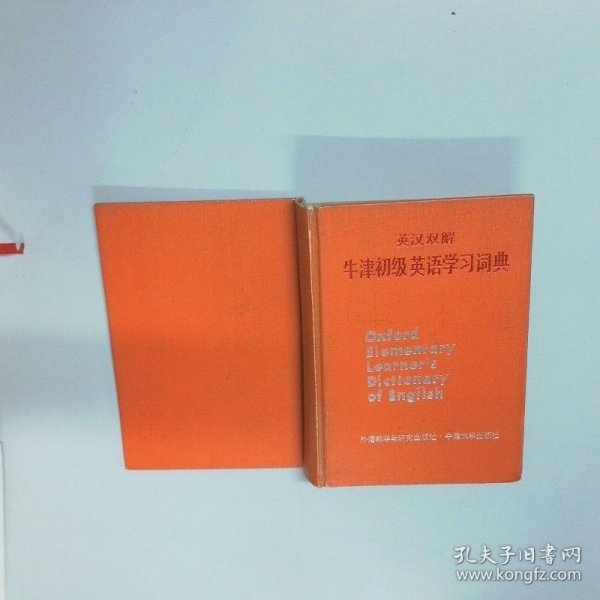 英汉双解
牛津初级英语学习词典
Oxford
Elementary
Learner's
Dictionary
of English
外语教学与研究出版社·牛津大学出版社
孔夫子旧书网
www.kongfz.com